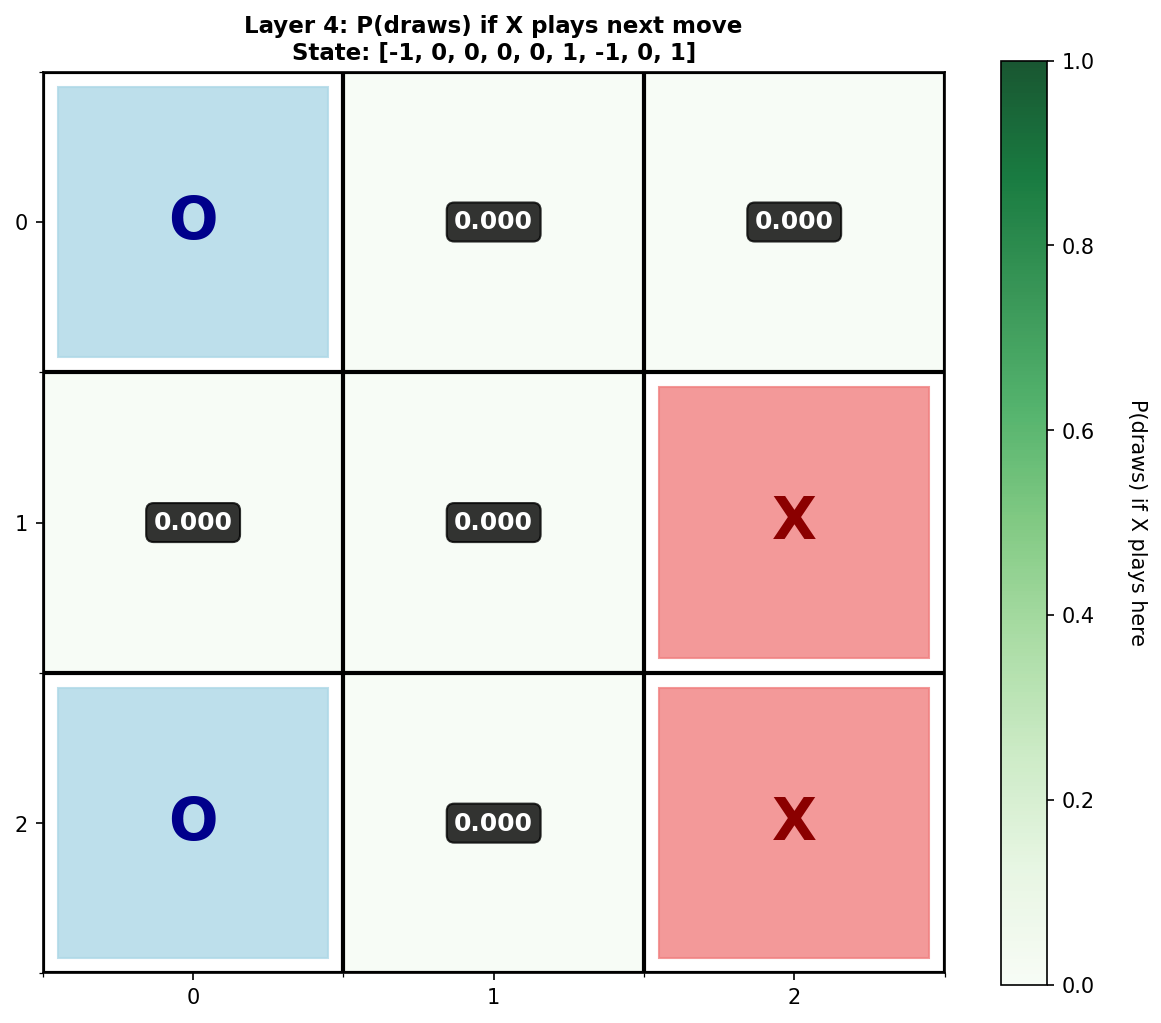 Layer 4: P(draws) if X plays next move
State: [-1, 0, 0, 0, 0, 1, -1, 0, 1]
0
O
0.000
0.000
1
0.000
0.000
X
2
O
0.000
X
0
1
2
1.0
0.8
0.6
0.4
0.2
0.0
P(draws) if X plays here